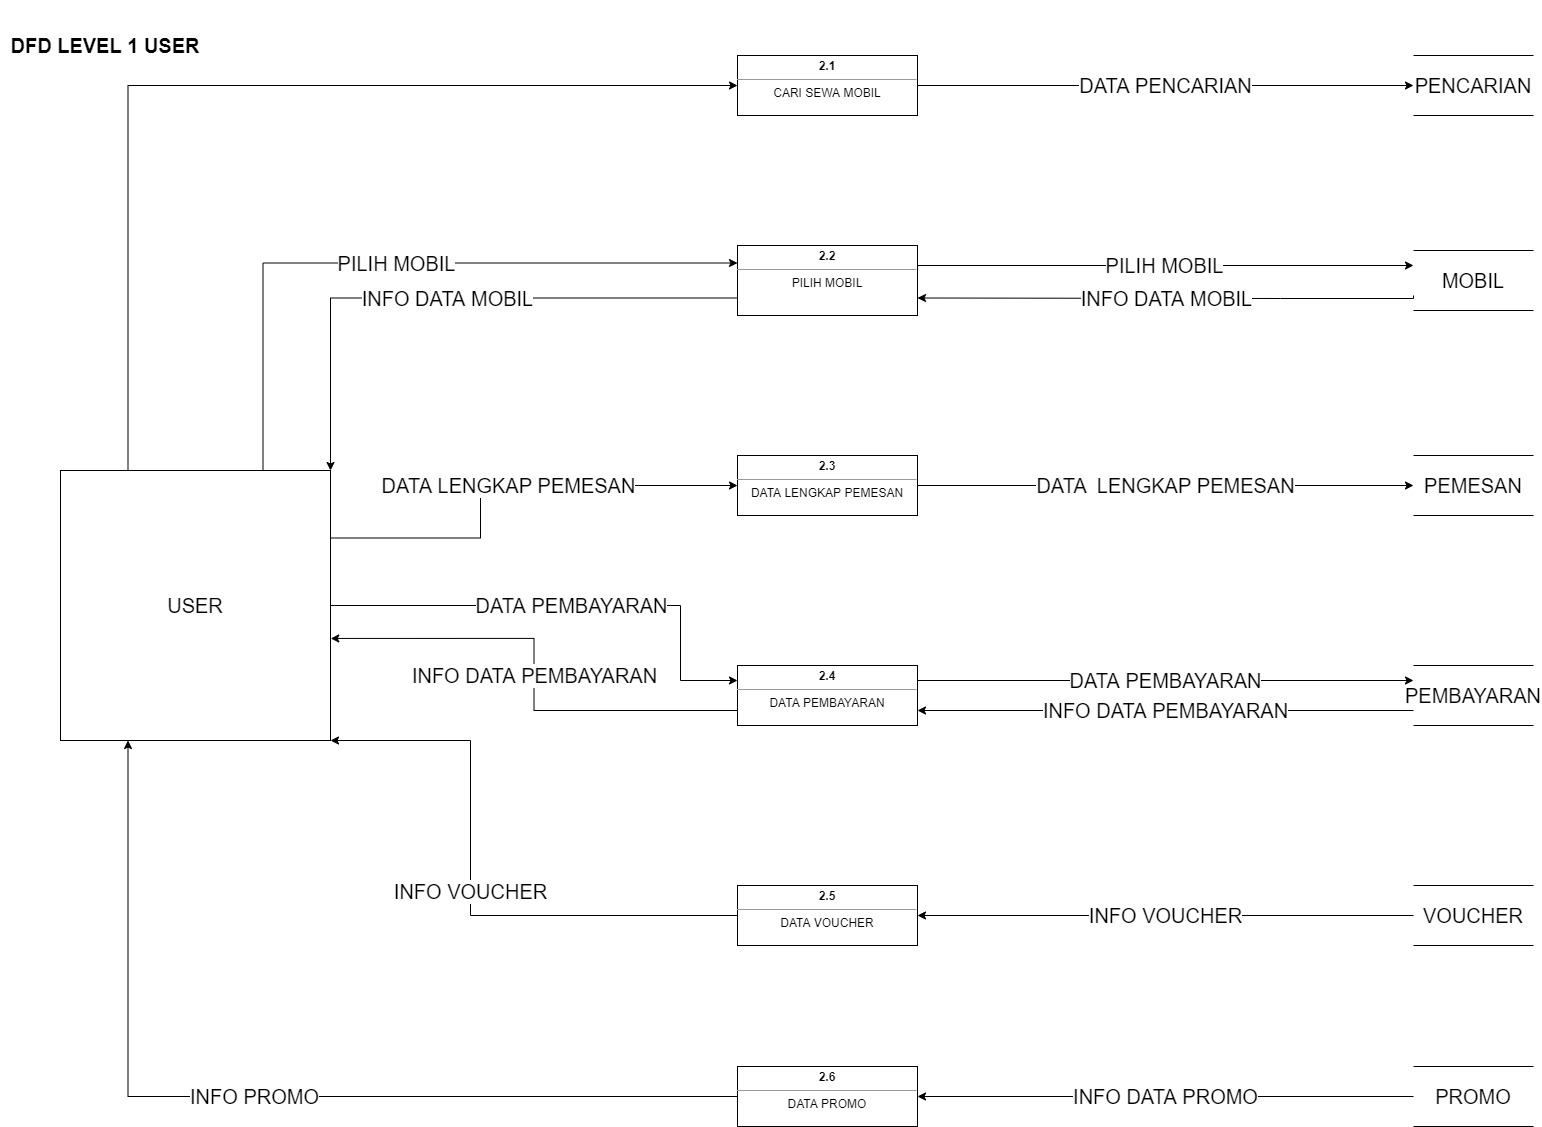 DFD LEVEL 1 USER
2.1
CARI SEWA MOBIL
DATA PENCARIAN
PENCARIAN
PILIH MOBIL
INFO DATA MOBIL
2.2
PILIH MOBIL
PILIH MOBIL
INFO DATA MOBIL
MOBIL
DATA LENGKAP PEMESAN
2.3
DATA LENGKAP PEMESAN
DATA  LENGKAP PEMESAN
PEMESAN
USER
DATA PEMBAYARAN
INFO DATA PEMBAYARAN
2.4
DATA PEMBAYARAN
DATA PEMBAYARAN
INFO DATA PEMBAYARAN
PEMBAYARAN
INFO VOUCHER
2.5
DATA VOUCHER
INFO VOUCHER
VOUCHER
INFO PROMO
2.6
DATA PROMO
INFO DATA PROMO
PROMO